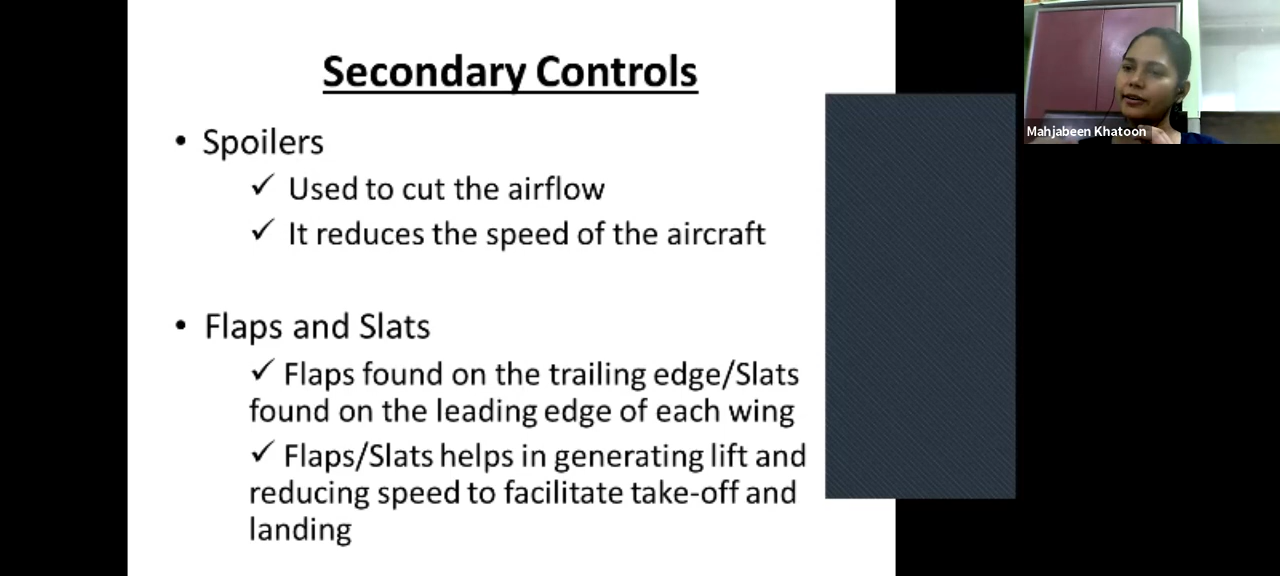 Secondary Controls
• Spoilers
✓ Used to cut the airflow
✓ It reduces the speed of the aircraft
• Flaps and Slats
✓ Flaps found on the trailing edge/Slats
found on the leading edge of each wing
✓ Flaps/Slats helps in generating lift and
reducing speed to facilitate take-off and
landing
Mahjabeen Khatoon